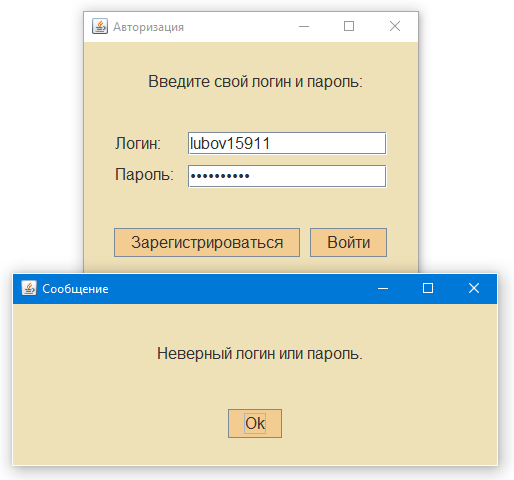 Авторизация
Введите свой логин и пароль:
Логин: lubov15911
Пароль: ••••••••••
Зарегистрироваться Войти
Сообщение
Неверный логин или пароль.
Ok